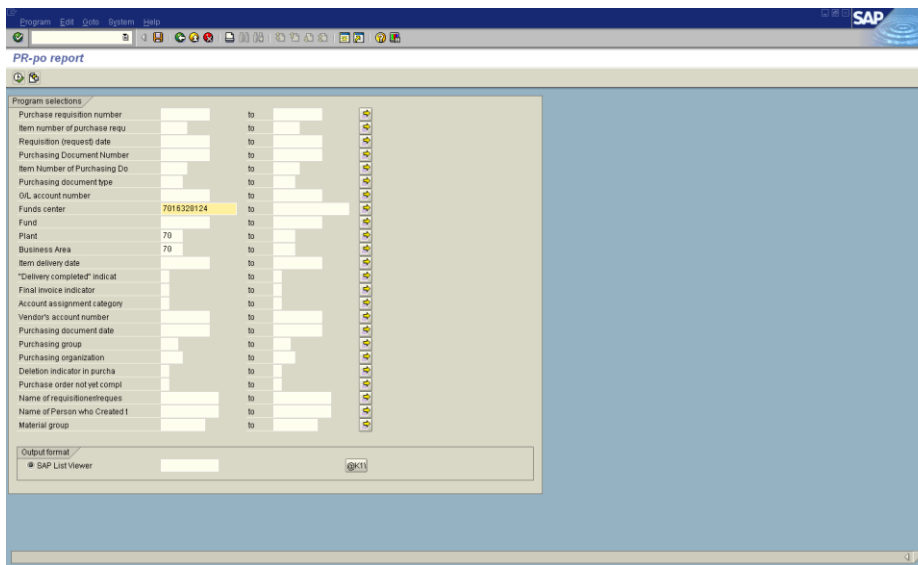 Program Edit Goto System Help
SAP
PR-po report
Program selections
Purchase requisition number to
Item number of purchase requ to
Requisition (request) date to
Purchasing Document Number to
Item Number of Purchasing Do to
Purchasing document type to
G/L account number to
Funds center 7016320124 to
Fund to
Plant 70 to
Business Area 70 to
Item delivery date to
"Delivery completed" indicat to
Final invoice indicator to
Account assignment category to
Vendor's account number to
Purchasing document date to
Purchasing group to
Purchasing organization to
Deletion indicator in purcha to
Purchase order not yet compl to
Name of requisitioner/reques to
Name of Person who Created t to
Material group to
Output format
SAP List Viewer @K1\